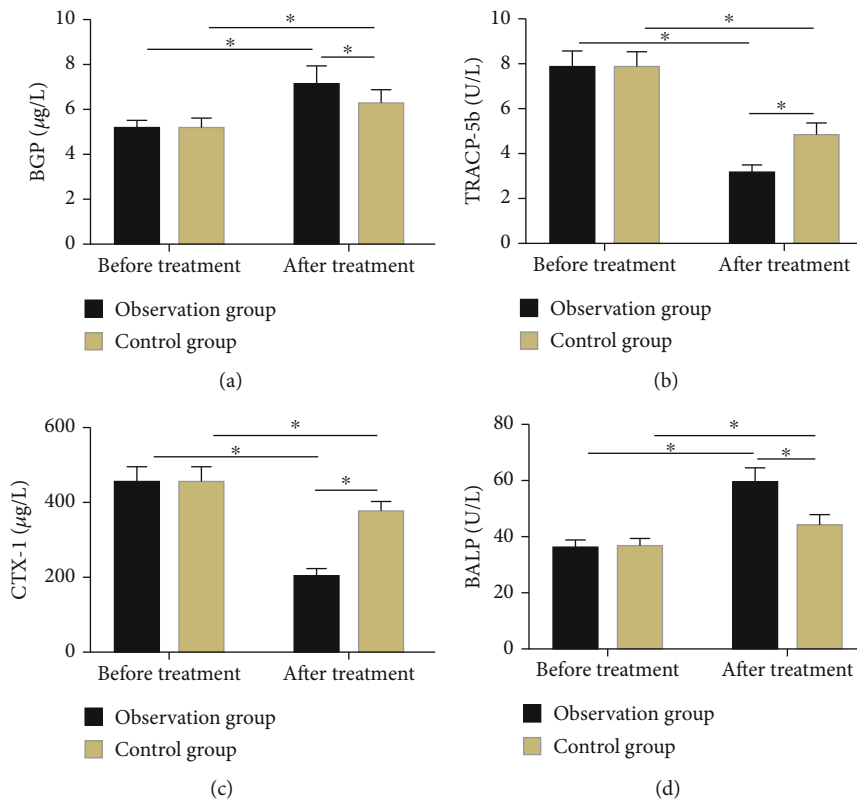 10
8
6
4
2
0
BGP (μg/L)
*
*
*
Before treatment
After treatment
Observation group
Control group
(a)
10
8
6
4
2
0
TRACP-5b (U/L)
*
*
*
Before treatment
After treatment
Observation group
Control group
(b)
600
400
200
0
CTX-1 (μg/L)
*
*
*
Before treatment
After treatment
Observation group
Control group
(c)
80
60
40
20
0
BALP (U/L)
*
*
*
Before treatment
After treatment
Observation group
Control group
(d)